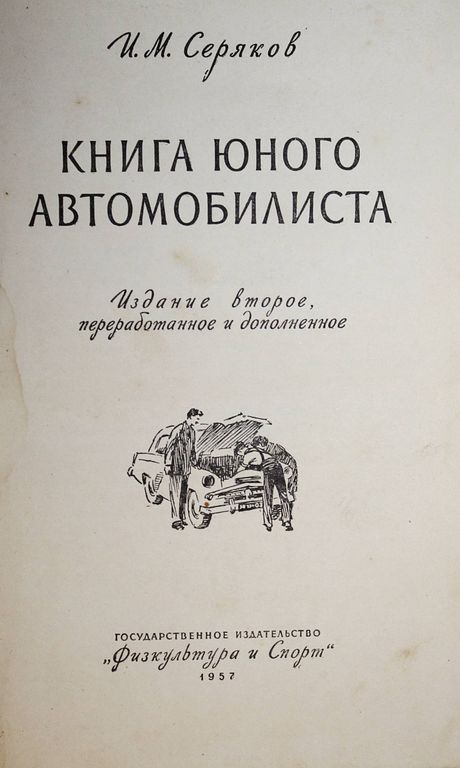 И. М. Серяков
КНИГА ЮНОГО
АВТОМОБИЛИСТА
Издание второе,
переработанное и дополненное
ГОСУДАРСТВЕННОЕ ИЗДАТЕЛЬСТВО
„Физкультура и Спорт“
1957